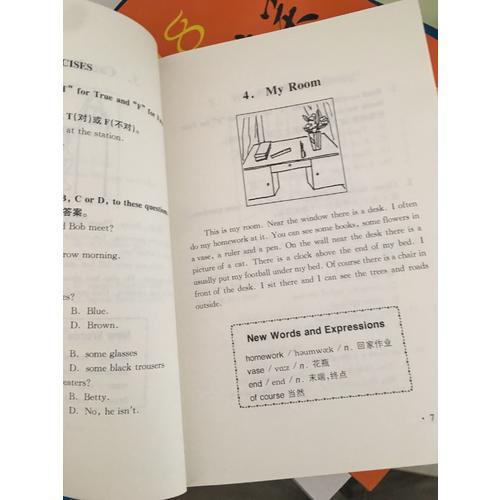 CISES
"T" for True and "F" for
T(对)或 F(不对)。
at the station.
B, C or D, to these question
答案。
d Bob meet?
row morning.
es?
B. Blue.
D. Brown.
B. some glasses
D. some black trousers
eaters?
B. Betty.
D. No, he isn't.
4. My Room
This is my room. Near the window there is a desk. I often
do my homework at it. You can see some books, some flowers in
a vase, a ruler and a pen. On the wall near the desk there is a
picture of a cat. There is a clock above the end of my bed. I
usually put my football under my bed. Of course there is a chair in
front of the desk. I sit there and I can see the trees and roads
outside.
New Words and Expressions
homework / həumwəːk / n. 回家作业
vase / vɑːz / n. 花瓶
end / end / n. 末端,终点
of course 当然
· 7